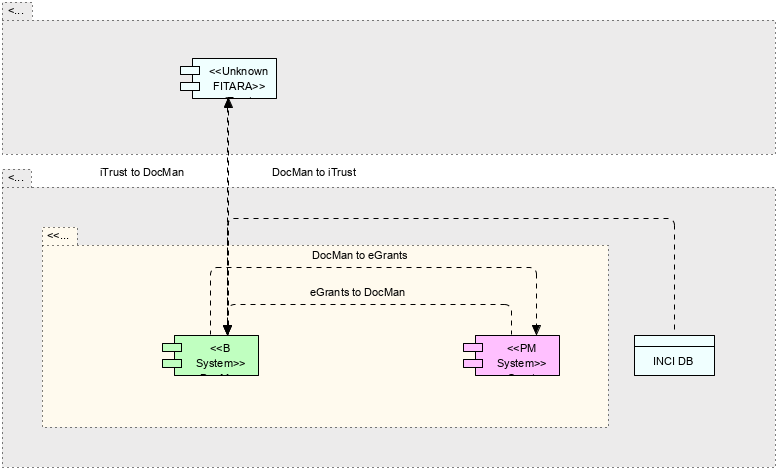 <...
<<Unknown
FITARA>>
<...
iTrust to DocMan
DocMan to iTrust
<<...
DocMan to eGrants
eGrants to DocMan
<<B
System>>
<<PM
System>>
INCI DB